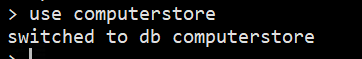 > use computerstore
switched to db computerstore
>